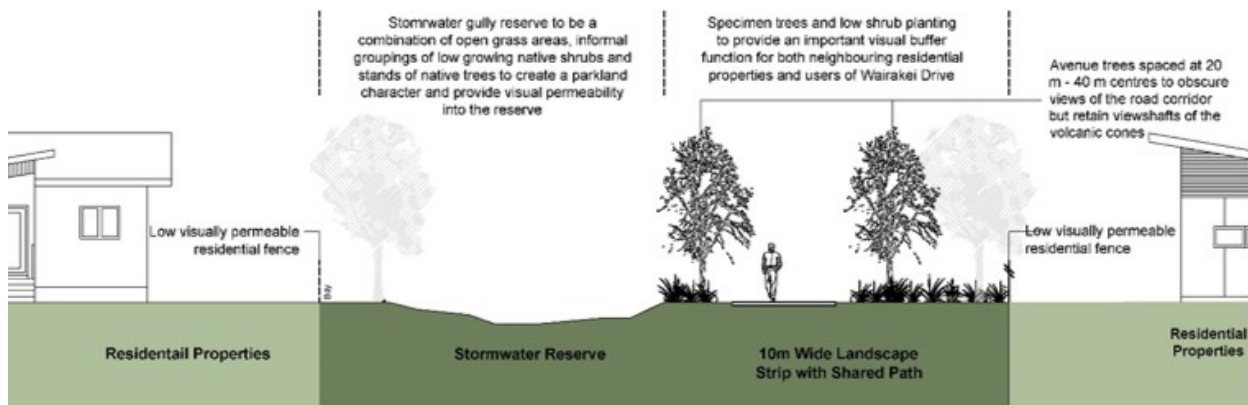 Stomrwater gully reserve to be a
combination of open grass areas, informal
groupings of low growing native shrubs and
stands of native trees to create a parkland
character and provide visual permeability
into the reserve
Specimen trees and low shrub planting
to provide an important visual buffer
function for both neighbouring residential
properties and users of Wairakei Drive
Avenue trees spaced at 20
m - 40 m centres to obscure
views of the road corridor
but retain viewshafts of the
volcanic cones
Low visually permeable
residential fence
Bdy
Low visually permeable
residential fence
Residentail Properties
Stormwater Reserve
10m Wide Landscape
Strip with Shared Path
Residential
Properties